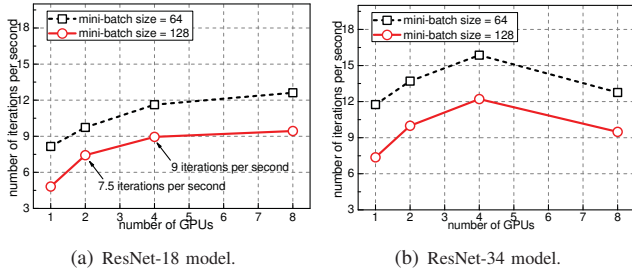 mini-batch size = 64
mini-batch size = 128
number of iterations per second
18
15
12
9
6
3
9 iterations per second
7.5 iterations per second
1 2 3 4 5 6 7 8
number of GPUs
(a) ResNet-18 model.
mini-batch size = 64
mini-batch size = 128
number of iterations per second
18
15
12
9
6
3
1 2 3 4 5 6 7 8
number of GPUs
(b) ResNet-34 model.